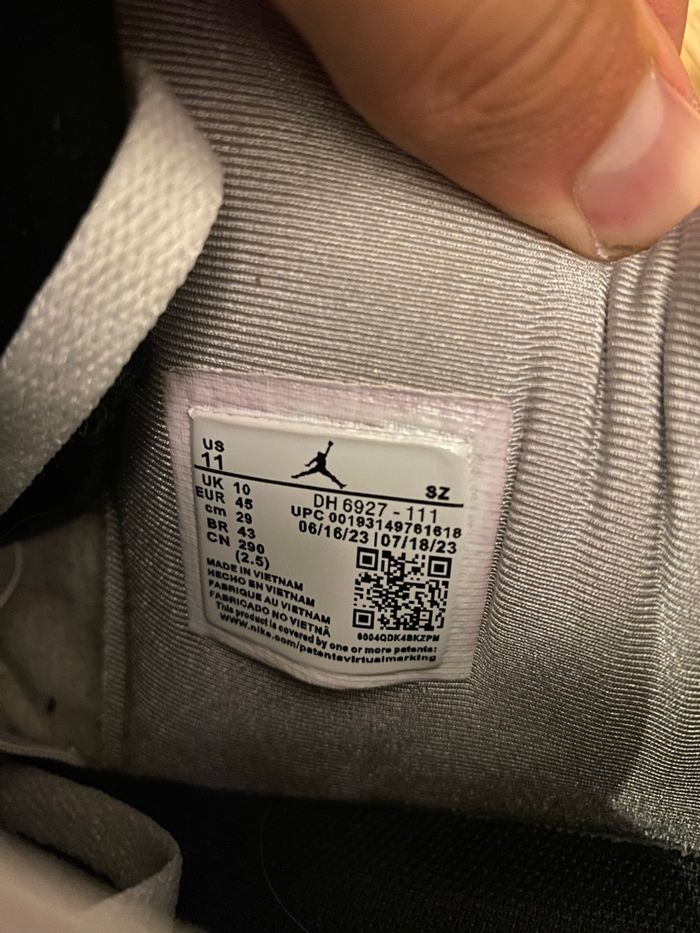 US
11
SZ
UK 10
EUR 45
cm 29
BR 43
CN 290
(2.5)
DH 6927 - 111
UPC 00193149761618
06/16/23 | 07/18/23
MADE IN VIETNAM
HECHO EN VIETNAM
FABRIQUE AU VIETNAM
FABRICADO NO VIETNÃ
6004QDK4BKZPM
This product is covered by one or more patents:
www.nike.com/patentsvirtualmarking